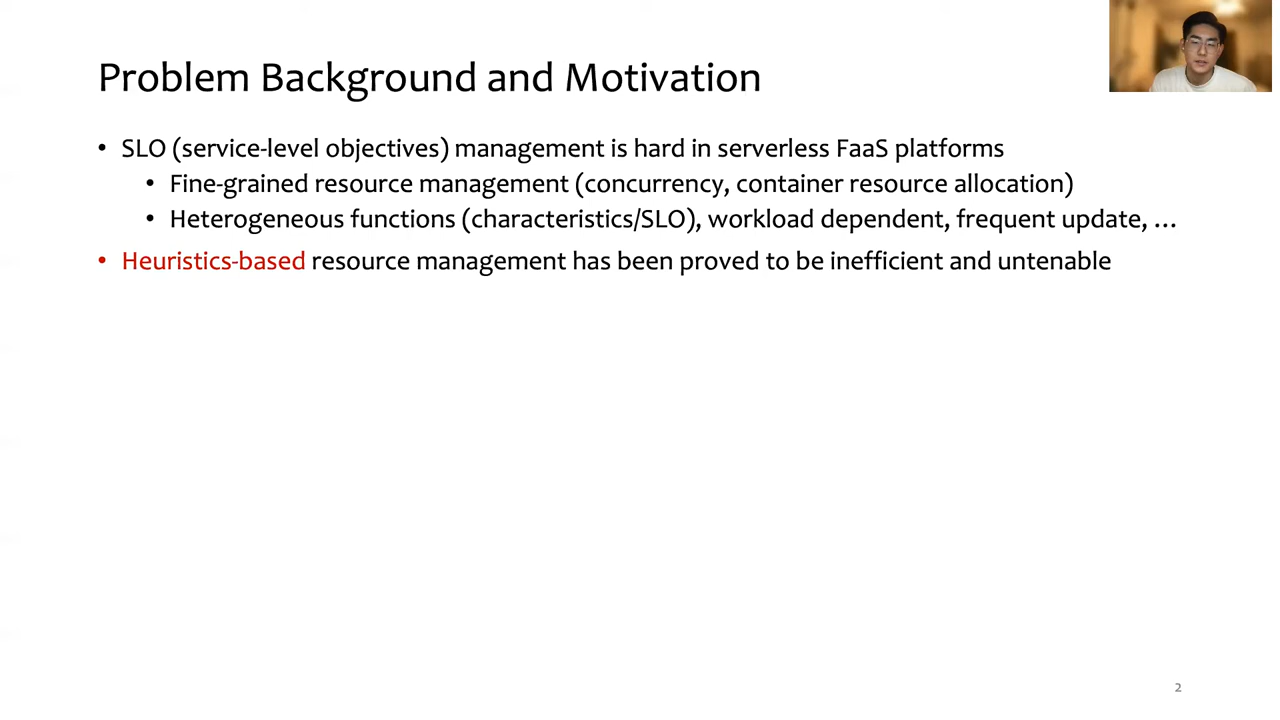 Problem Background and Motivation
• SLO (service-level objectives) management is hard in serverless FaaS platforms
• Fine-grained resource management (concurrency, container resource allocation)
• Heterogeneous functions (characteristics/SLO), workload dependent, frequent update, …
• Heuristics-based resource management has been proved to be inefficient and untenable
2